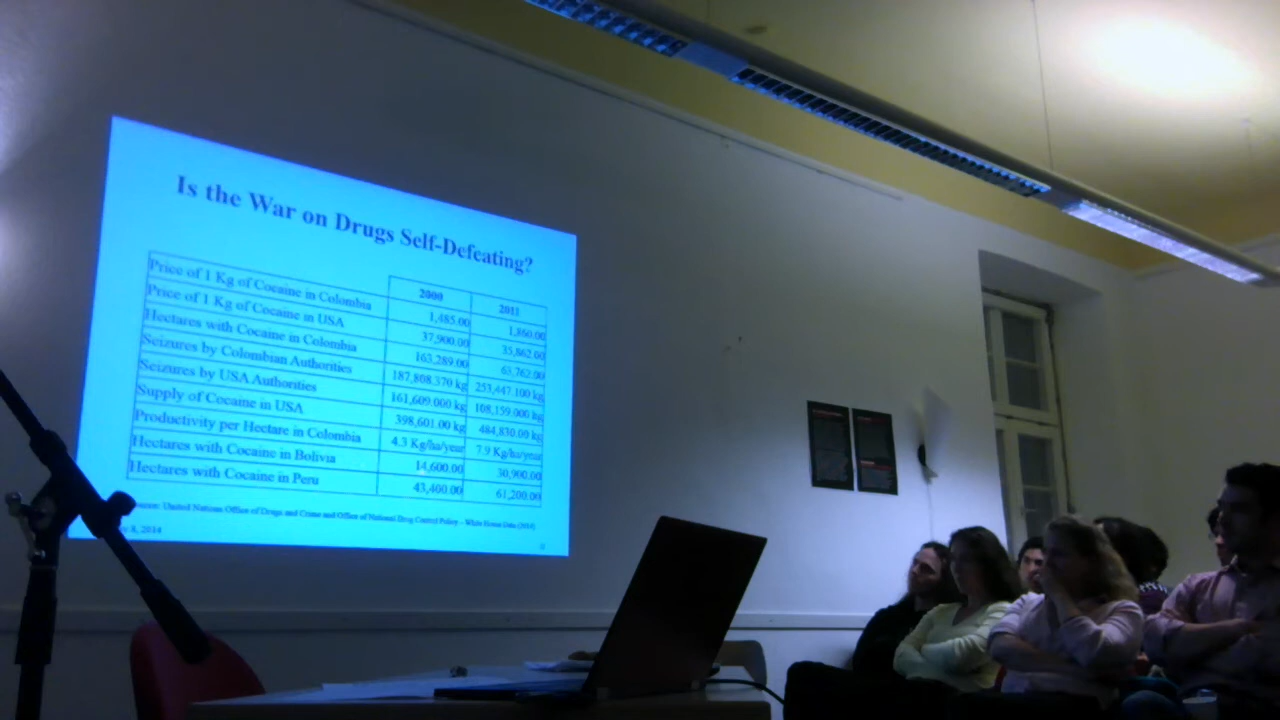 Is the War on Drugs Self-Defeating?
2000 2011
Price of 1 Kg of Cocaine in Colombia 1,485.00 1,860.00
Price of 1 Kg of Cocaine in USA 37,900.00 35,862.00
Hectares with Cocaine in Colombia 163,289.00 63,762.00
Seizures by Colombian Authorities 187,808.370 kg 253,447.100 kg
Seizures by USA Authorities 161,609.000 kg 108,159.000 kg
Supply of Cocaine in USA 398,601.00 kg 484,830.00 kg
Productivity per Hectare in Colombia 4.3 Kg/ha/year 7.9 Kg/ha/year
Hectares with Cocaine in Bolivia 14,600.00 30,900.00
Hectares with Cocaine in Peru 43,400.00 61,200.00
United Nations Office of Drugs and Crime and Office of National Drug Control Policy - White House Data
8, 2014